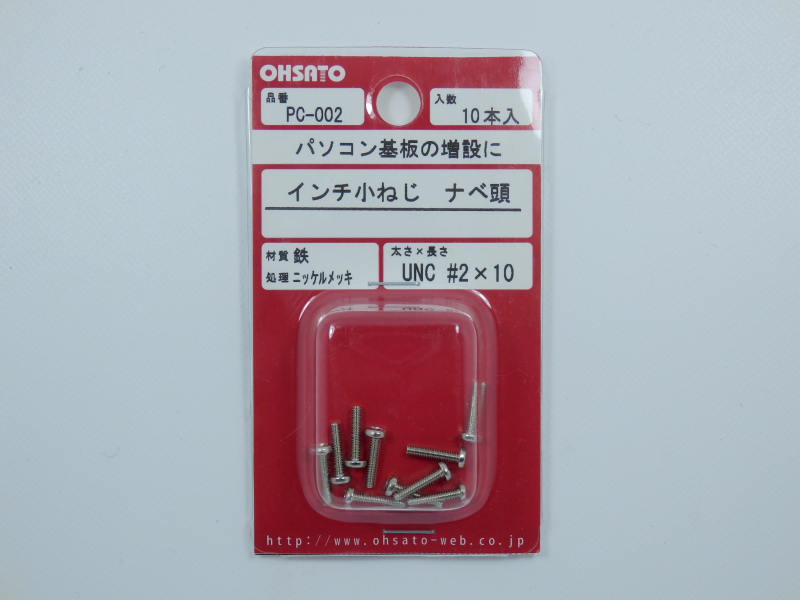 OHSATO
品番
PC-002
入数
10本入
パソコン基板の増設に
インチ小ねじ ナベ頭
材質 鉄
処理 ニッケルメッキ
太さ×長さ
UNC #2×10
http://www.ohsato-web.co.jp